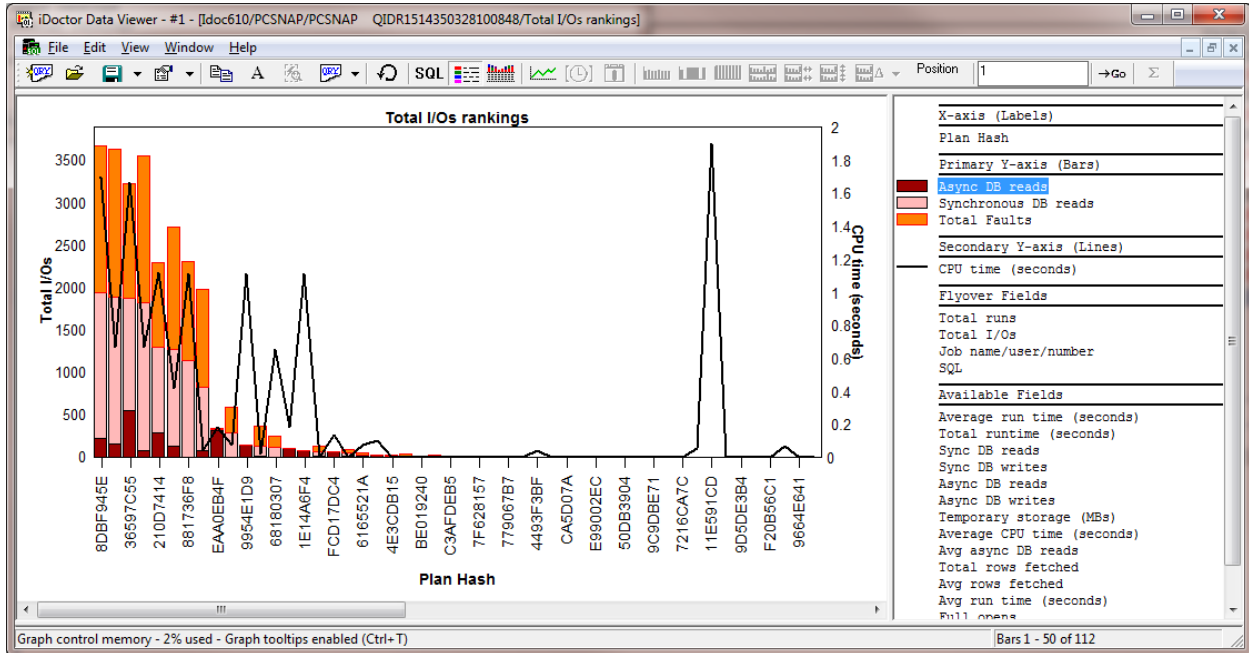 iDoctor Data Viewer - #1 - [Idoc610/PCSNAP/PCSNAP QIDR1514350328100848/Total I/Os rankings]
File Edit View Window Help
SQL Position 1 Go Σ
Total I/Os rankings
Total I/Os
3500
3000
2500
2000
1500
1000
500
0
CPU time (seconds)
2
1.8
1.6
1.4
1.2
1
0.8
0.6
0.4
0.2
0
8DBF945E
36597C55
210D7414
881736F8
EAA0EB4F
9954E1D9
68180307
1E14A6F4
FCD17DC4
6165521A
4E3CDB15
BE019240
C3AFDEB5
7F628157
779067B7
4493F3BF
CA5D07A
E99002EC
50DB3904
9C9DBE71
7216CA7C
11E591CD
9D5DE3B4
F20B56C1
9664E641
Plan Hash
X-axis (Labels)
Plan Hash
Primary Y-axis (Bars)
Async DB reads
Synchronous DB reads
Total Faults
Secondary Y-axis (Lines)
CPU time (seconds)
Flyover Fields
Total runs
Total I/Os
Job name/user/number
SQL
Available Fields
Average run time (seconds)
Total runtime (seconds)
Sync DB reads
Sync DB writes
Async DB reads
Async DB writes
Temporary storage (MBs)
Average CPU time (seconds)
Avg async DB reads
Total rows fetched
Avg rows fetched
Avg run time (seconds)
Full opens
Graph control memory - 2% used - Graph tooltips enabled (Ctrl+T)
Bars 1 - 50 of 112